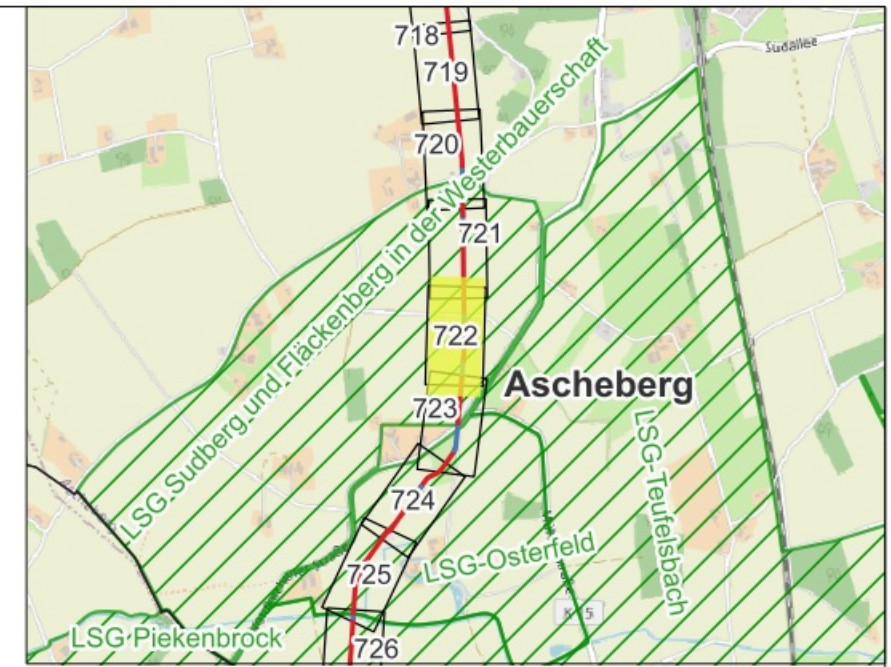 718
Südallee
719
720
LSG Sudberg und Fläckenberg in der Westerbauerschaft
721
722
Ascheberg
723
LSG-Teufelsbach
724
LSG-Osterfeld
725
K 5
LSG Piekenbrock
726